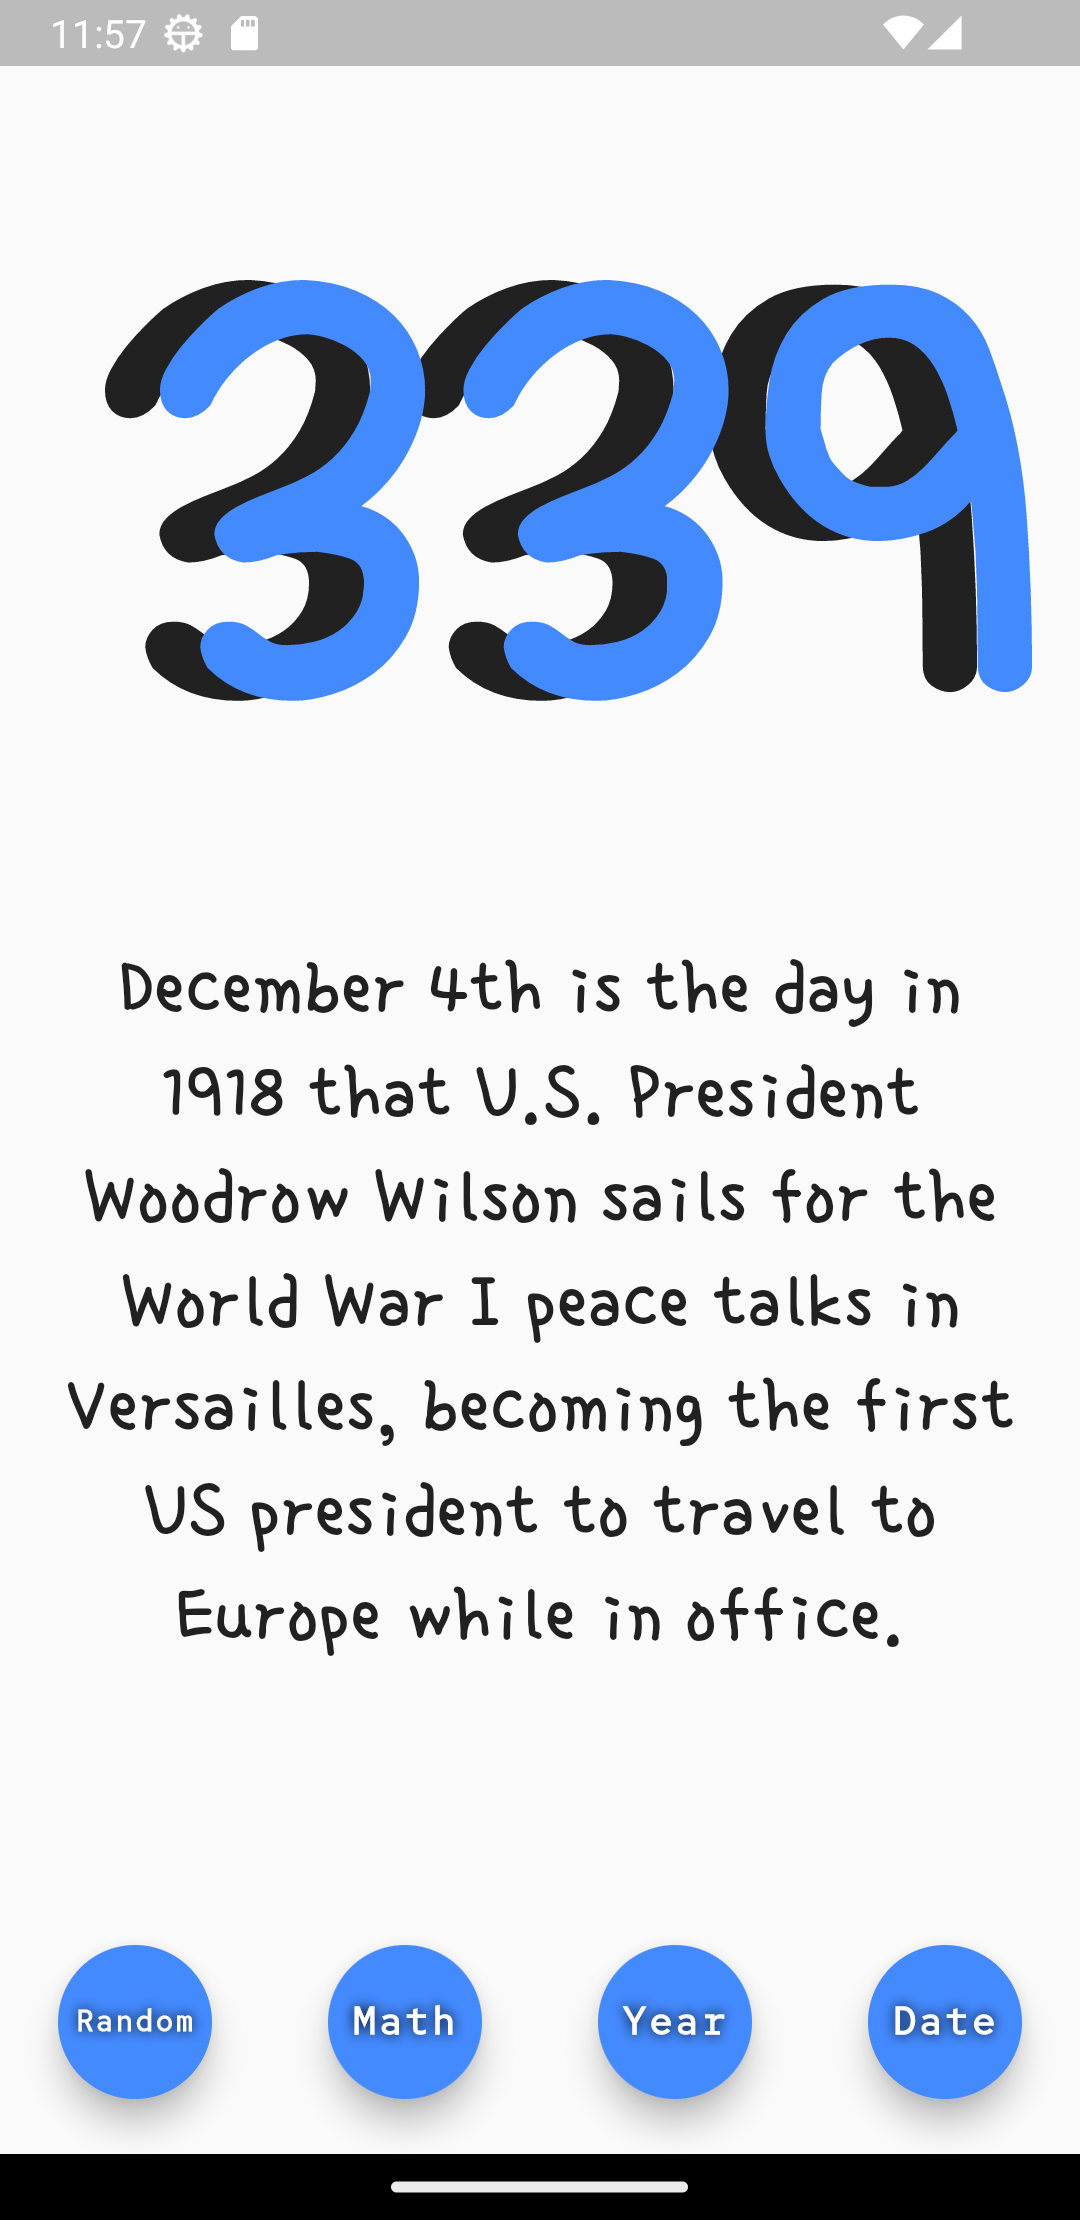 11:57
339
December 4th is the day in
1918 that U.S. President
Woodrow Wilson sails for the
World War I peace talks in
Versailles, becoming the first
US president to travel to
Europe while in office.
Random Math Year Date